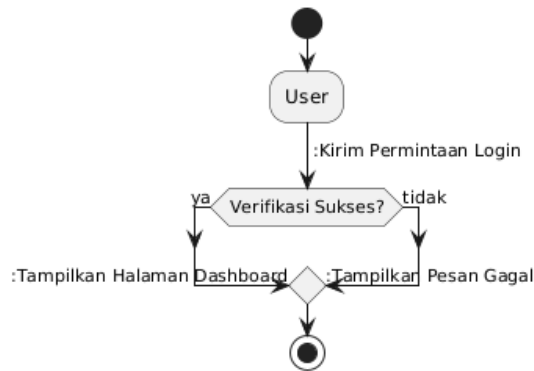 User
:Kirim Permintaan Login
ya
Verifikasi Sukses?
tidak
:Tampilkan Halaman Dashboard
:Tampilkan Pesan Gagal